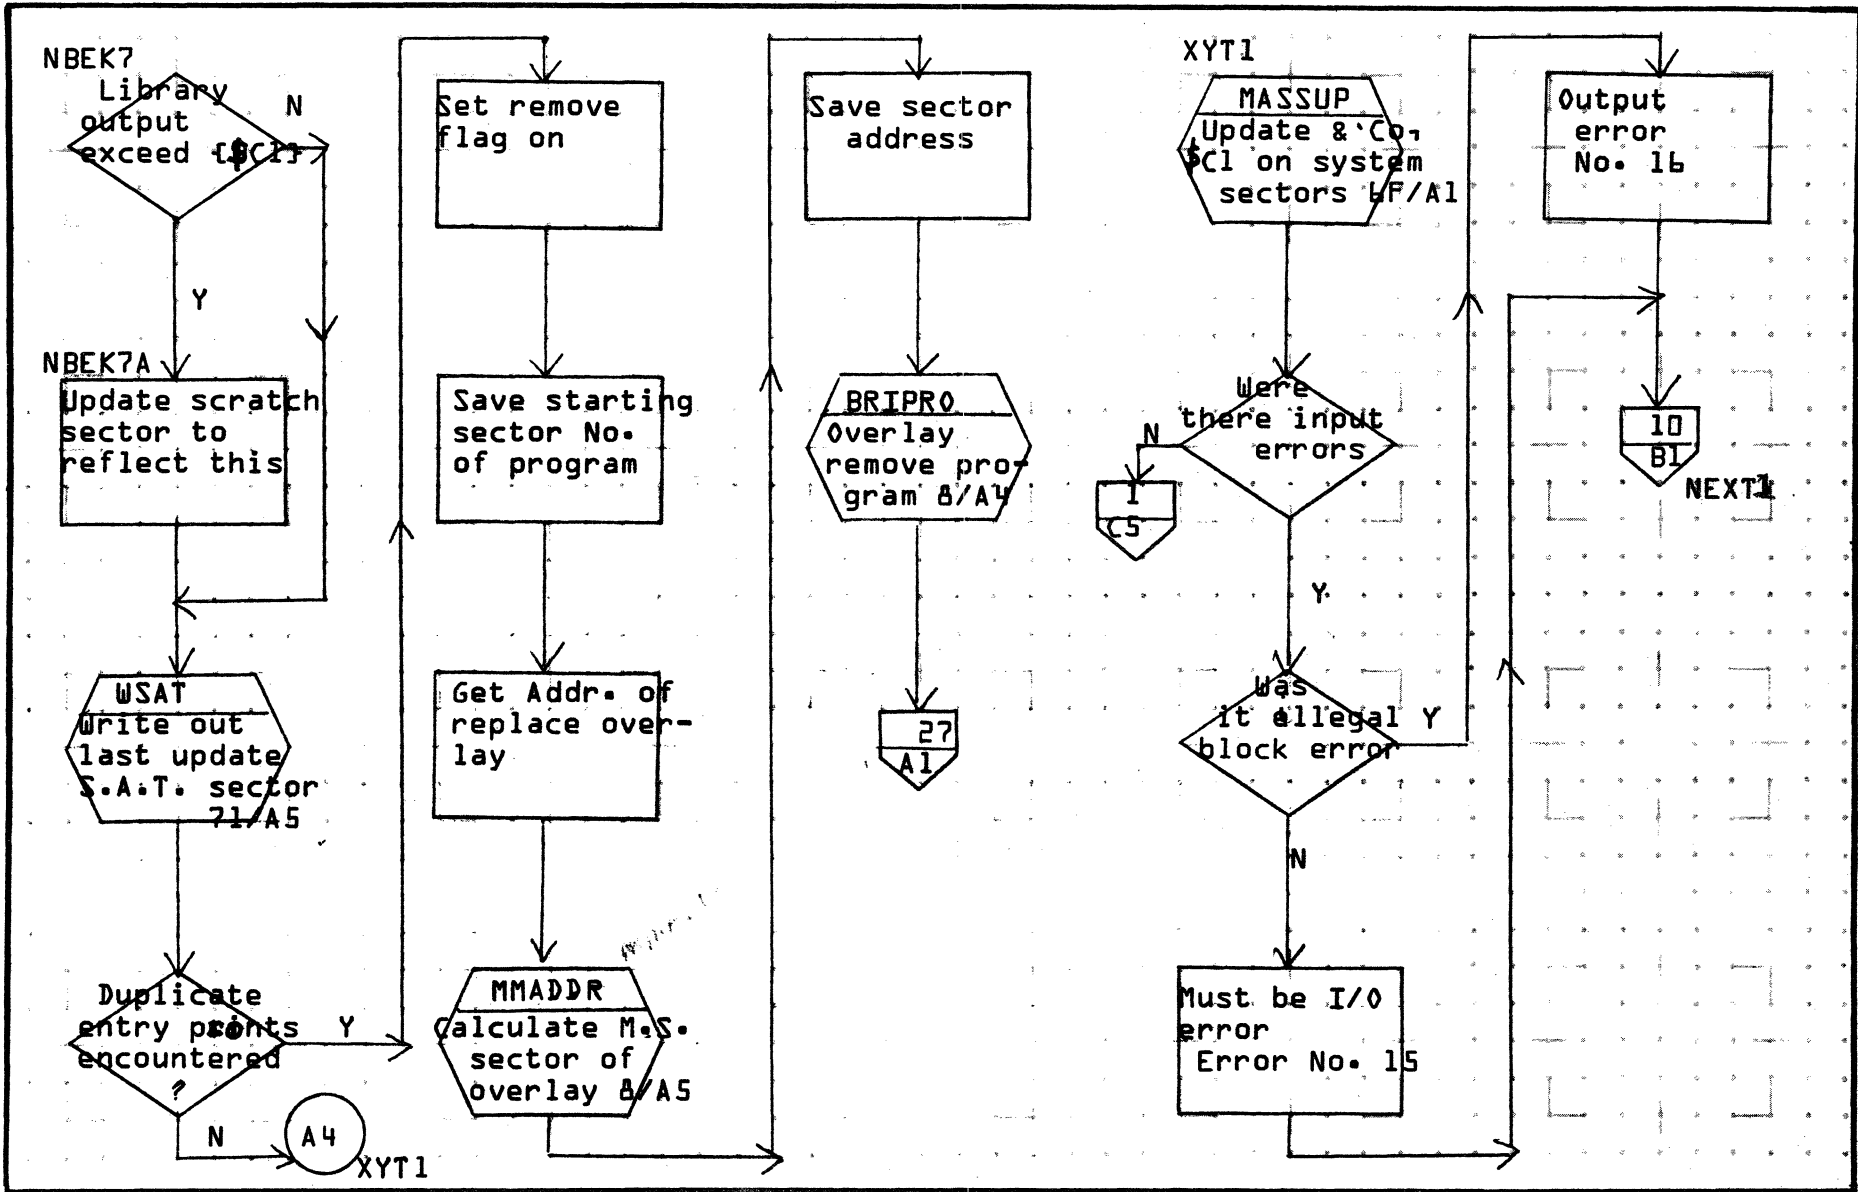 NBEK7
Library
output
exceed {$C1}
N
Y
NBEK7A
Update scratch
sector to
reflect this
WSAT
Write out
last update
S.A.T. sector
71/A5
Duplicate
entry points
encountered
?
Y
N
A4
XYT1
Set remove
flag on
Save starting
sector No.
of program
Get Addr. of
replace over-
lay
MMADDR
Calculate M.S.
sector of
overlay 8/A5
Save sector
address
BRIPRO
Overlay
remove pro-
gram 8/A4
27
A1
XYT1
MASSUP
Update & Co,
$C1 on system
sectors 6F/A1
Were
there input
errors
N
1
C5
Y
Was
it illegal
block error
Y
N
Must be I/O
error
Error No. 15
Output
error
No. 16
10
B1
NEXT1